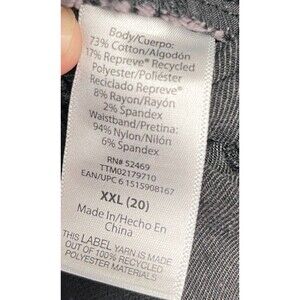 Body/Cuerpo:
73% Cotton/Algodón
17% Repreve® Recycled
Polyester/Poliéster
Reciclado Repreve®
8% Rayon/Rayón
2% Spandex
Waistband/Pretina:
94% Nylon/Nilón
6% Spandex
RN# 52469
TTM02179710
EAN/UPC 6 1515908167
XXL (20)
Made In/Hecho En
China
THIS LABEL YARN IS MADE
OUT OF 100% RECYCLED
POLYESTER MATERIALS